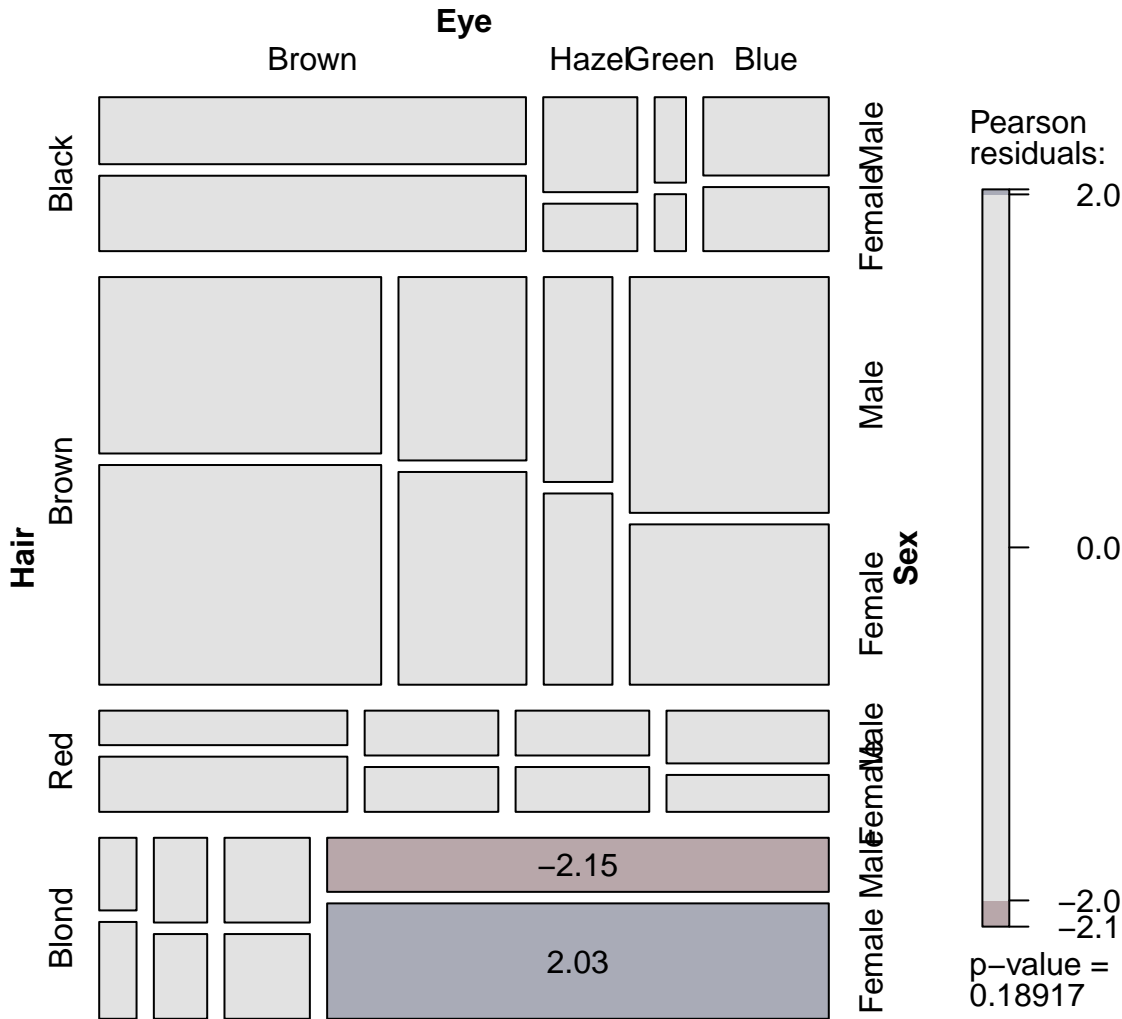 Eye
Brown Hazel Green Blue
Black
Brown
Red
Blond
Hair
Male
Female
Male
Female
Male
Female
Male
Female
Sex
−2.15
2.03
Pearson
residuals:
2.0
0.0
−2.0
−2.1
p−value =
0.18917